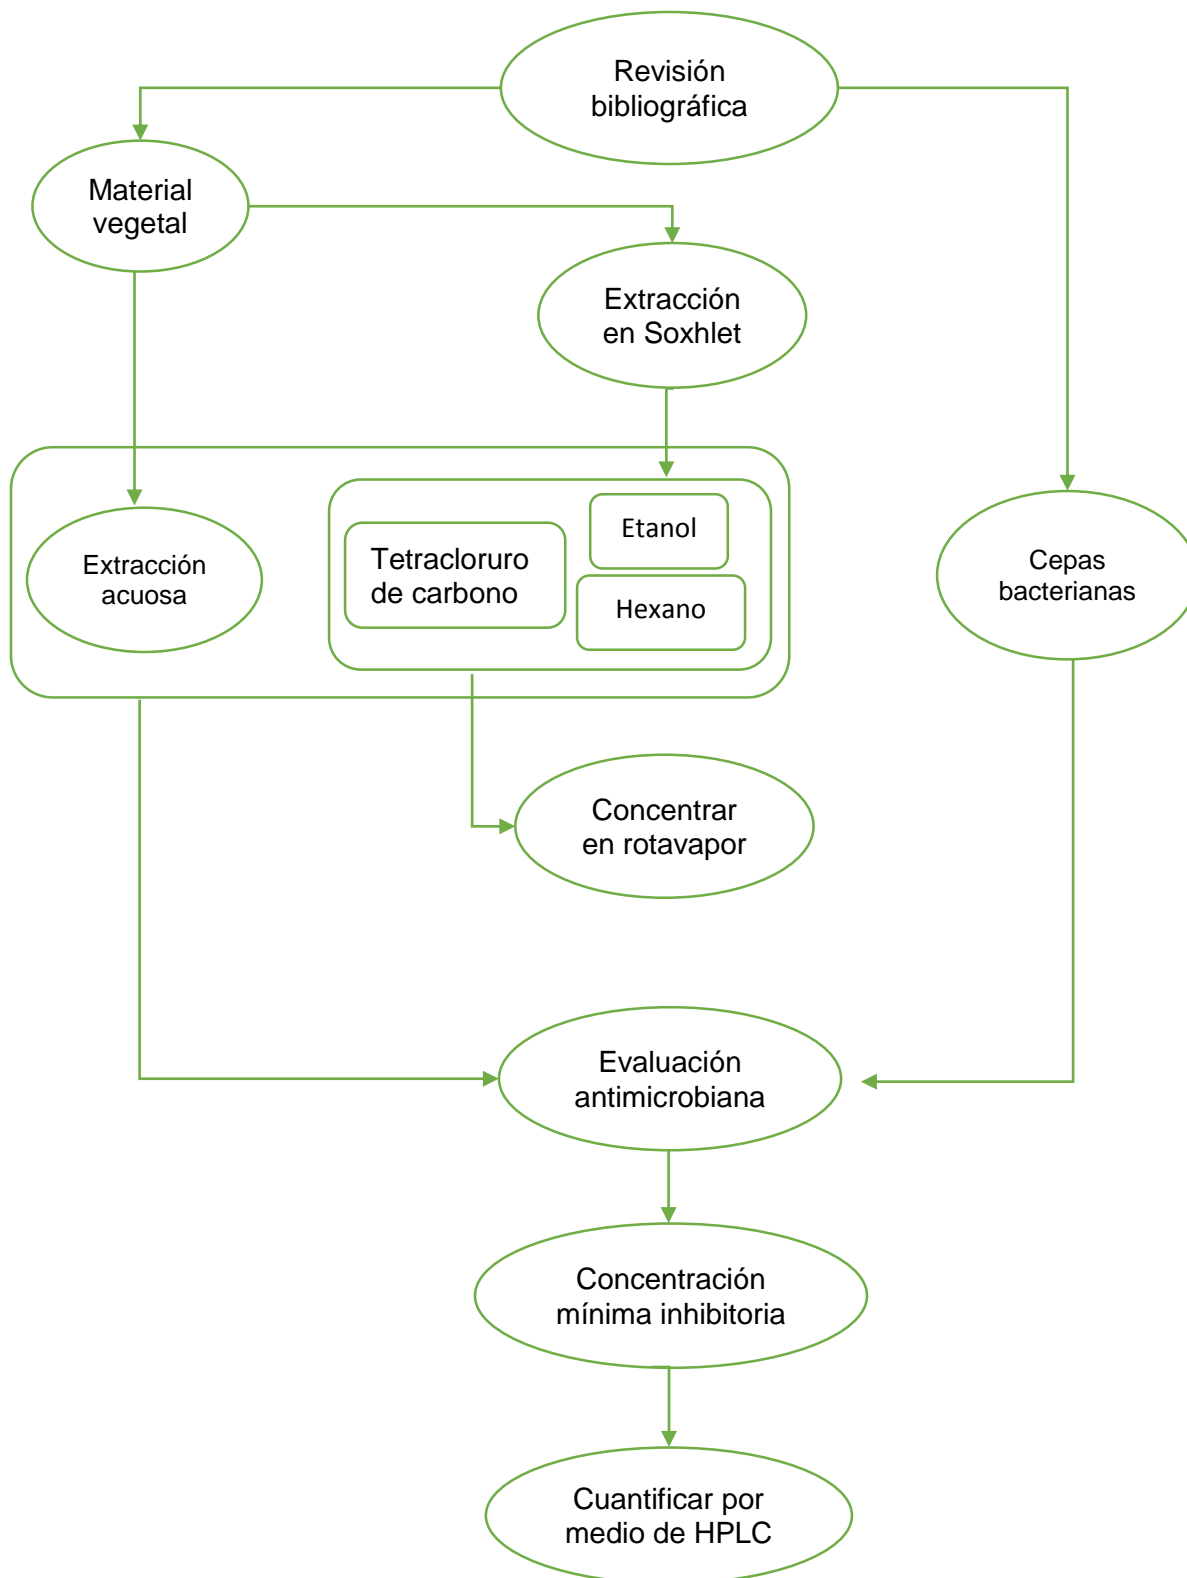 Revisión
bibliográfica
Material
vegetal
Extracción
en Soxhlet
Extracción
acuosa
Tetracloruro
de carbono
Etanol
Hexano
Cepas
bacterianas
Concentrar
en rotavapor
Evaluación
antimicrobiana
Concentración
mínima inhibitoria
Cuantificar por
medio de HPLC